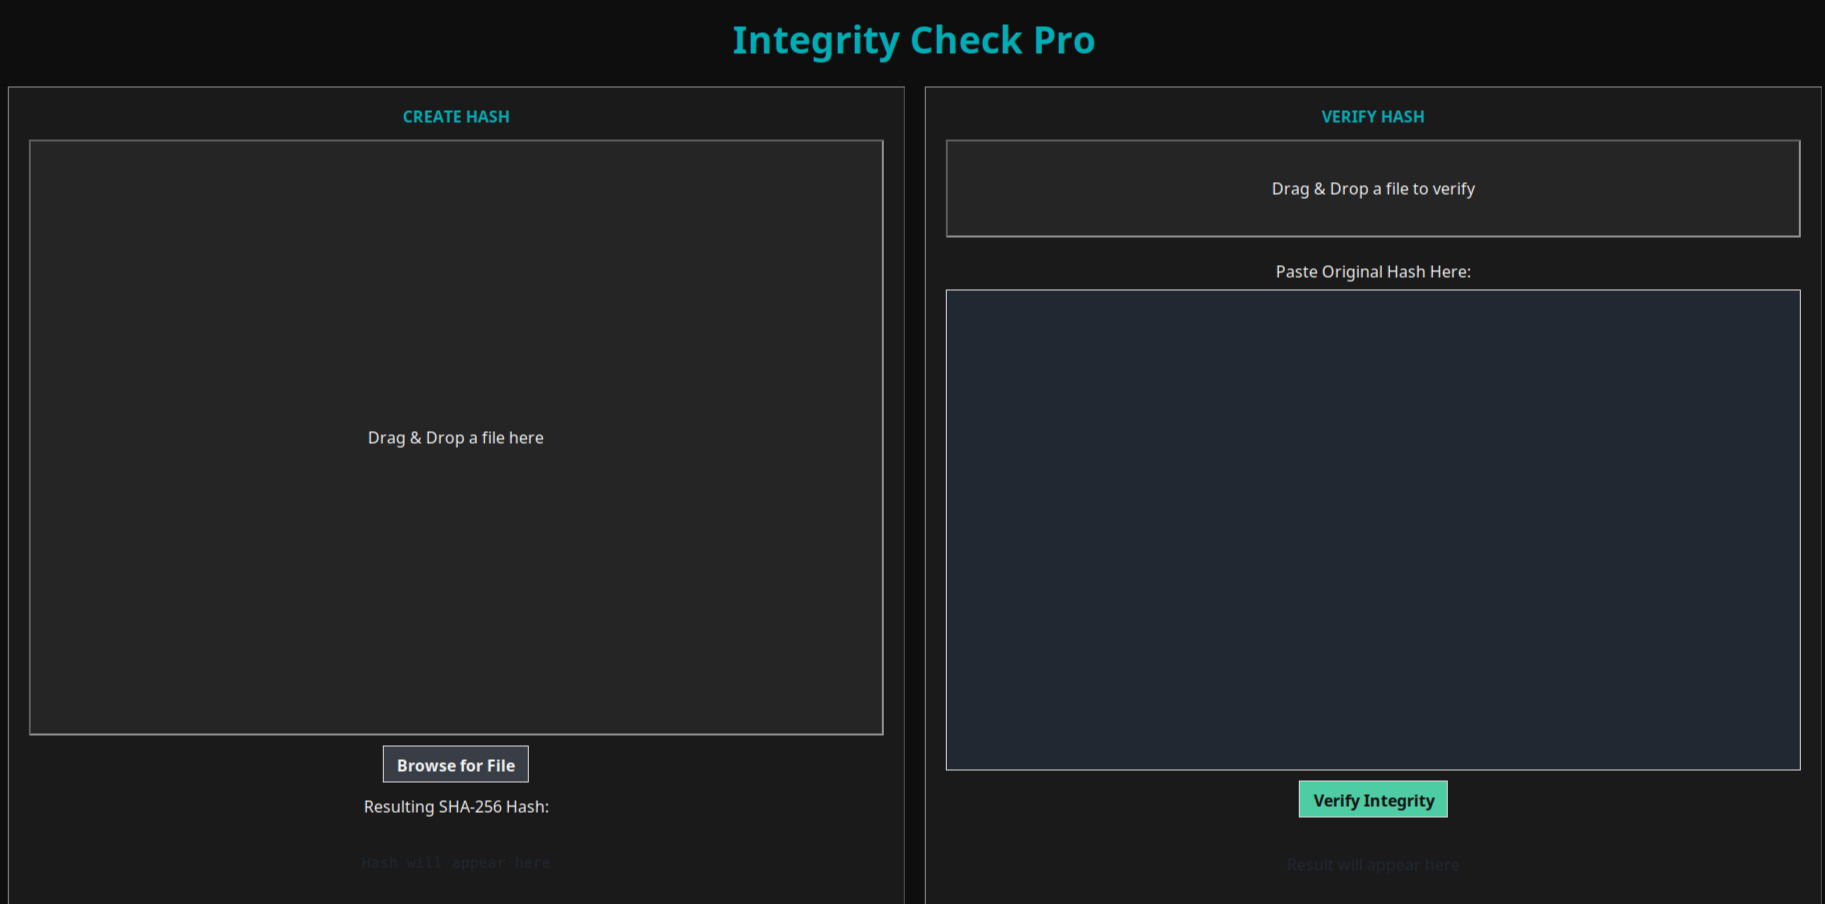 Integrity Check Pro
CREATE HASH
Drag & Drop a file here
Browse for File
Resulting SHA-256 Hash:
Hash will appear here
VERIFY HASH
Drag & Drop a file to verify
Paste Original Hash Here:
Verify Integrity
Result will appear here